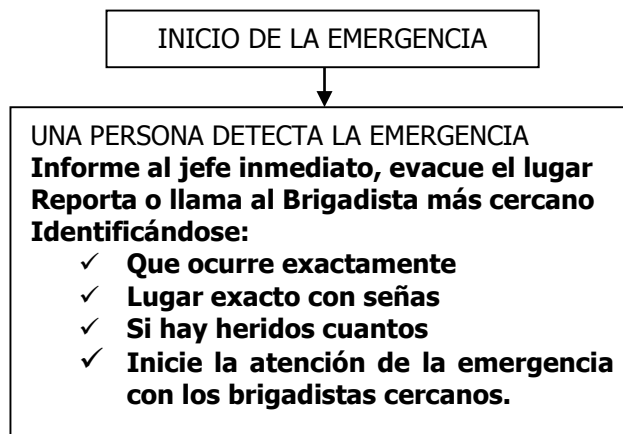 INICIO DE LA EMERGENCIA
UNA PERSONA DETECTA LA EMERGENCIA
Informe al jefe inmediato, evacue el lugar
Reporta o llama al Brigadista más cercano
Identificándose:
✓ Que ocurre exactamente
✓ Lugar exacto con señas
✓ Si hay heridos cuantos
✓ Inicie la atención de la emergencia
con los brigadistas cercanos.